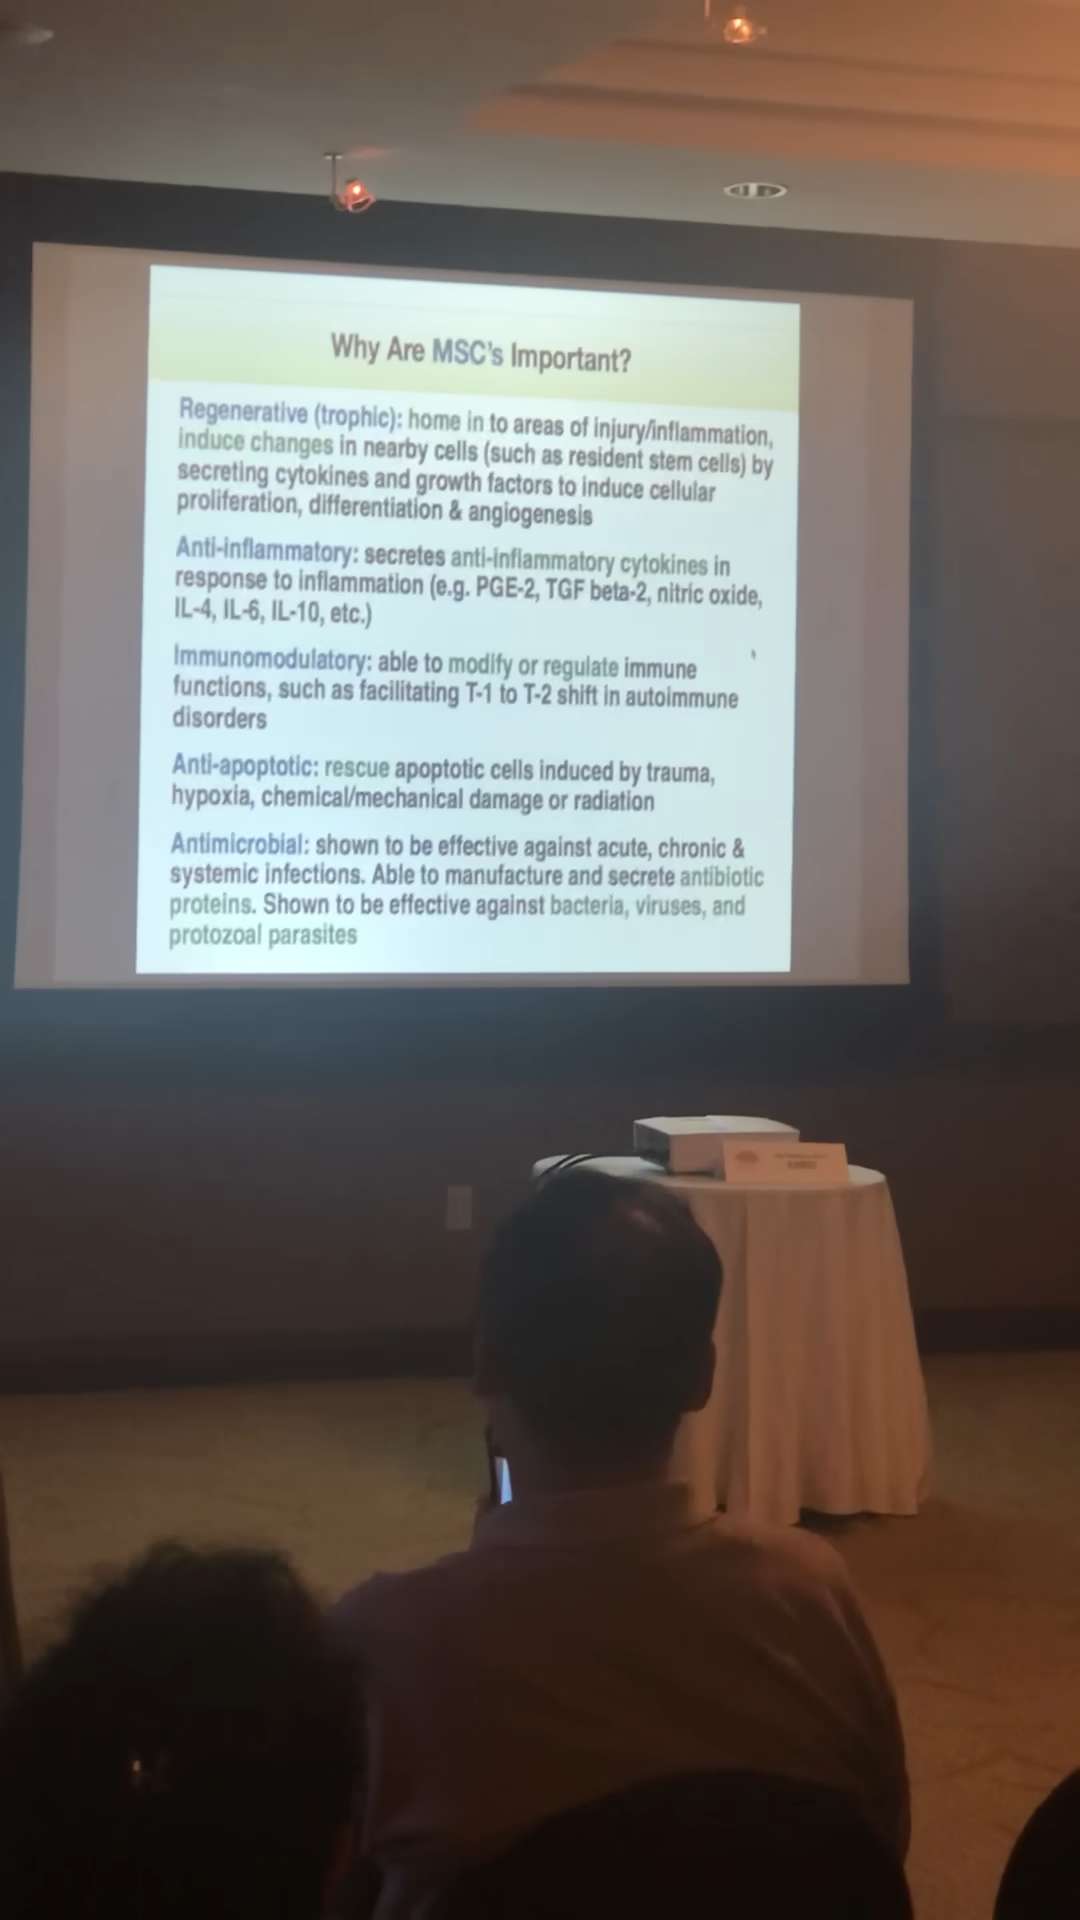 Why Are MSC's Important?
Regenerative (trophic): home in to areas of injury/inflammation,
induce changes in nearby cells (such as resident stem cells) by
secreting cytokines and growth factors to induce cellular
proliferation, differentiation & angiogenesis
Anti-inflammatory: secretes anti-inflammatory cytokines in
response to inflammation (e.g. PGE-2, TGF beta-2, nitric oxide,
IL-4, IL-6, IL-10, etc.)
Immunomodulatory: able to modify or regulate immune
functions, such as facilitating T-1 to T-2 shift in autoimmune
disorders
Anti-apoptotic: rescue apoptotic cells induced by trauma,
hypoxia, chemical/mechanical damage or radiation
Antimicrobial: shown to be effective against acute, chronic &
systemic infections. Able to manufacture and secrete antibiotic
proteins. Shown to be effective against bacteria, viruses, and
protozoal parasites